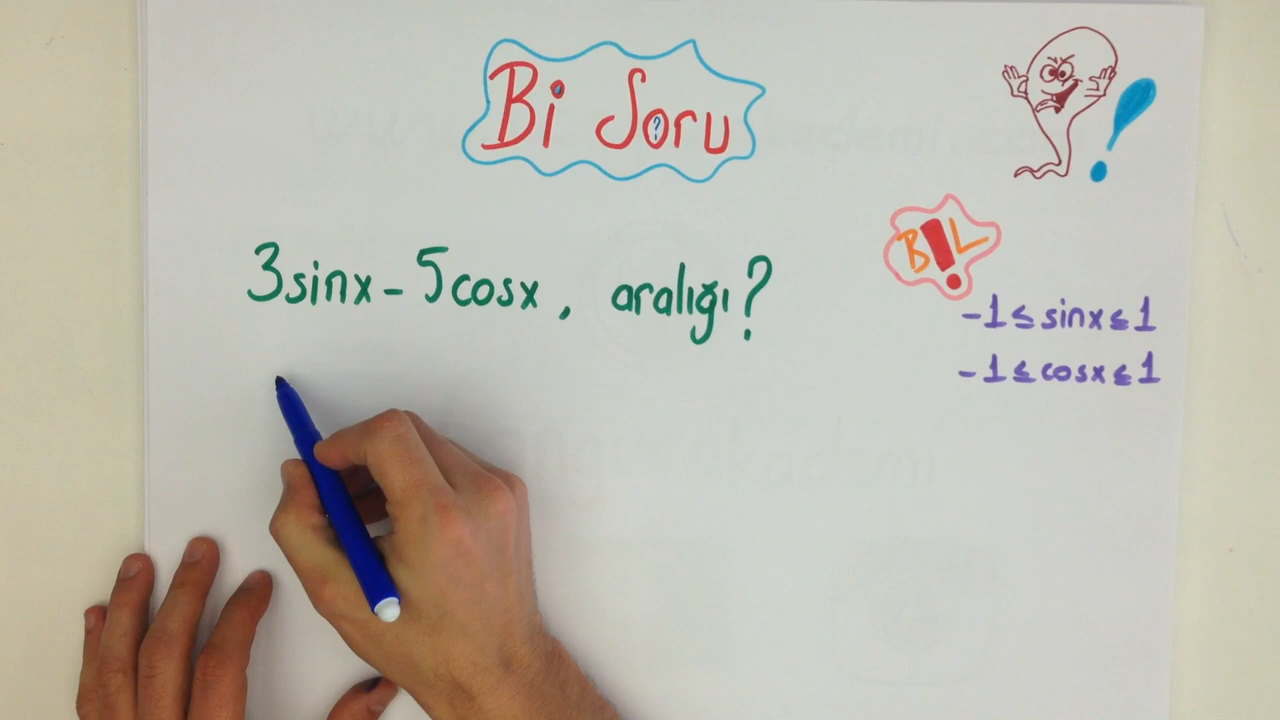 Bi Soru
?
BİL
3sinx - 5cosx , aralığı?
-1 ≤ sinx ≤ 1
-1 ≤ cosx ≤ 1